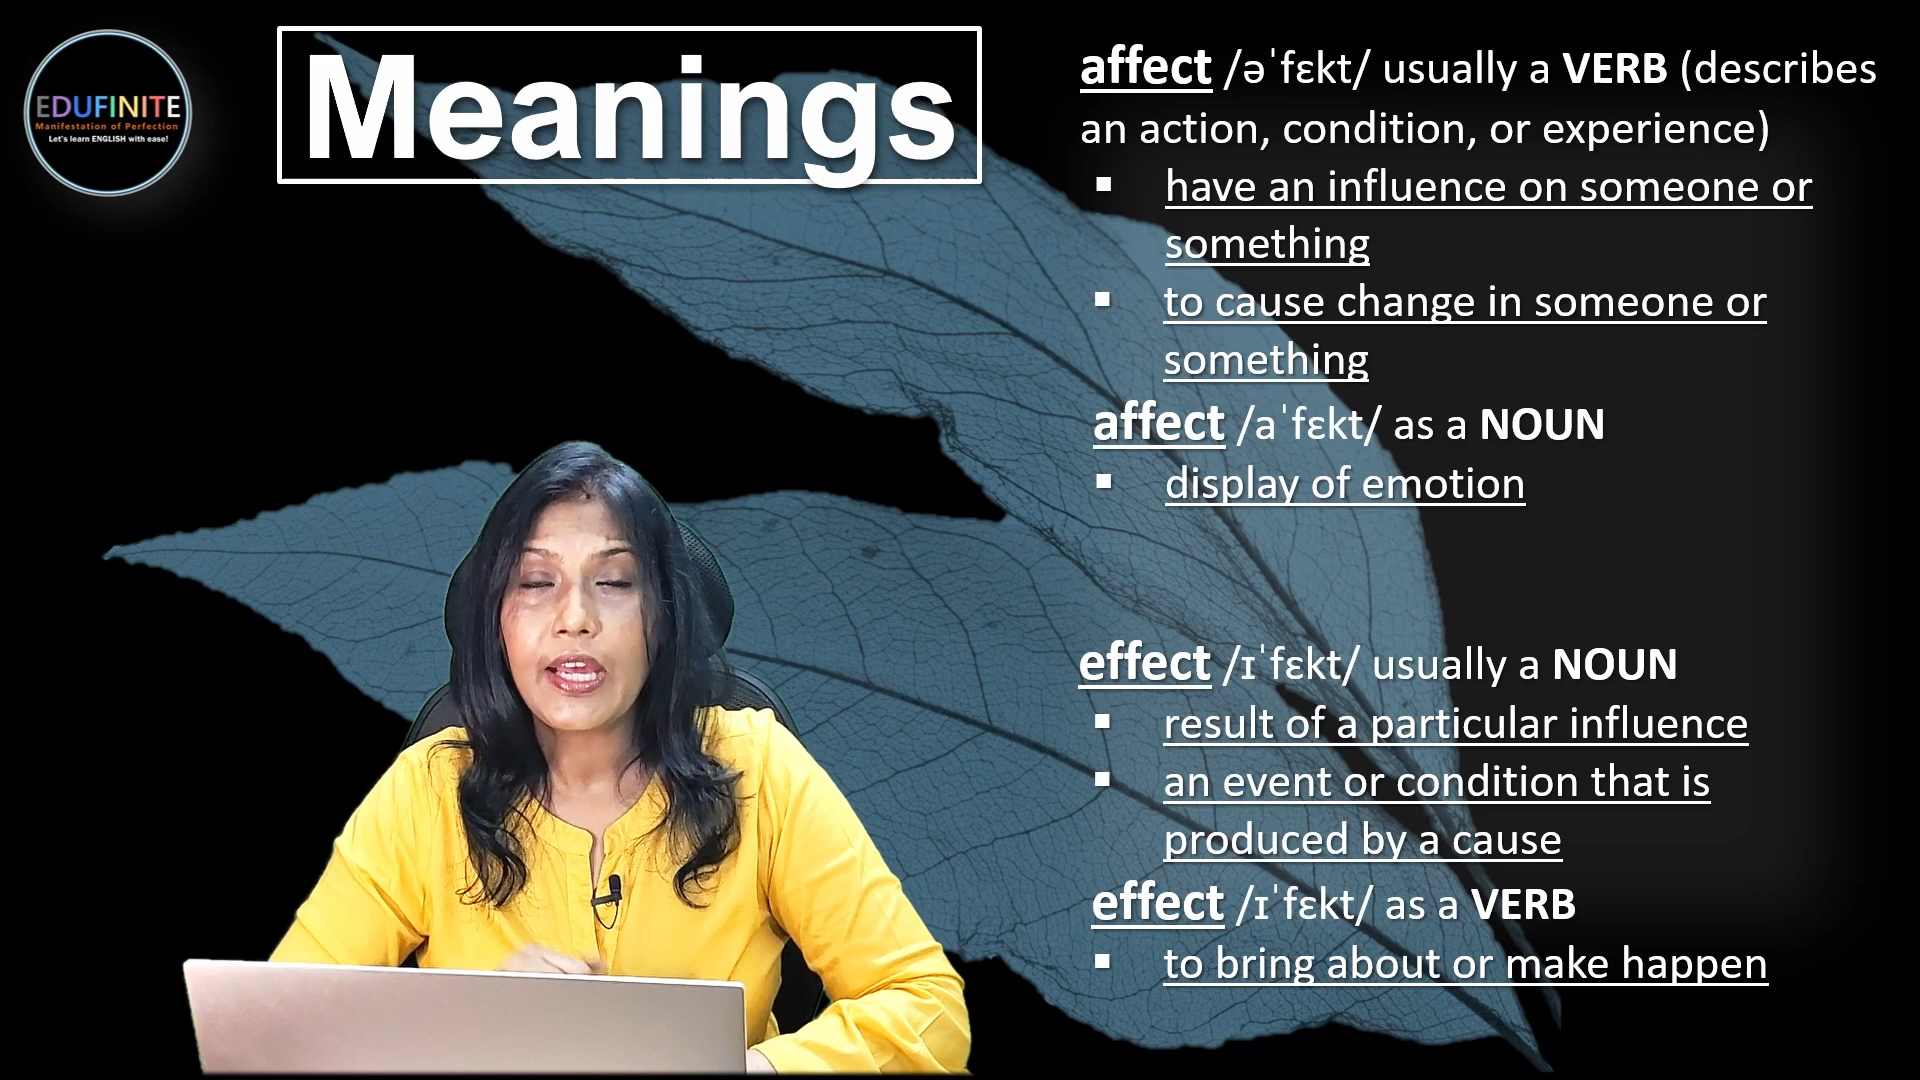 EDUFINITE
Manifestation of Perfection
Let's learn ENGLISH with ease!
Meanings
affect /əˈfɛkt/ usually a VERB (describes
an action, condition, or experience)
▪ have an influence on someone or
something
▪ to cause change in someone or
something
affect /aˈfɛkt/ as a NOUN
▪ display of emotion
effect /ɪˈfɛkt/ usually a NOUN
▪ result of a particular influence
▪ an event or condition that is
produced by a cause
effect /ɪˈfɛkt/ as a VERB
▪ to bring about or make happen